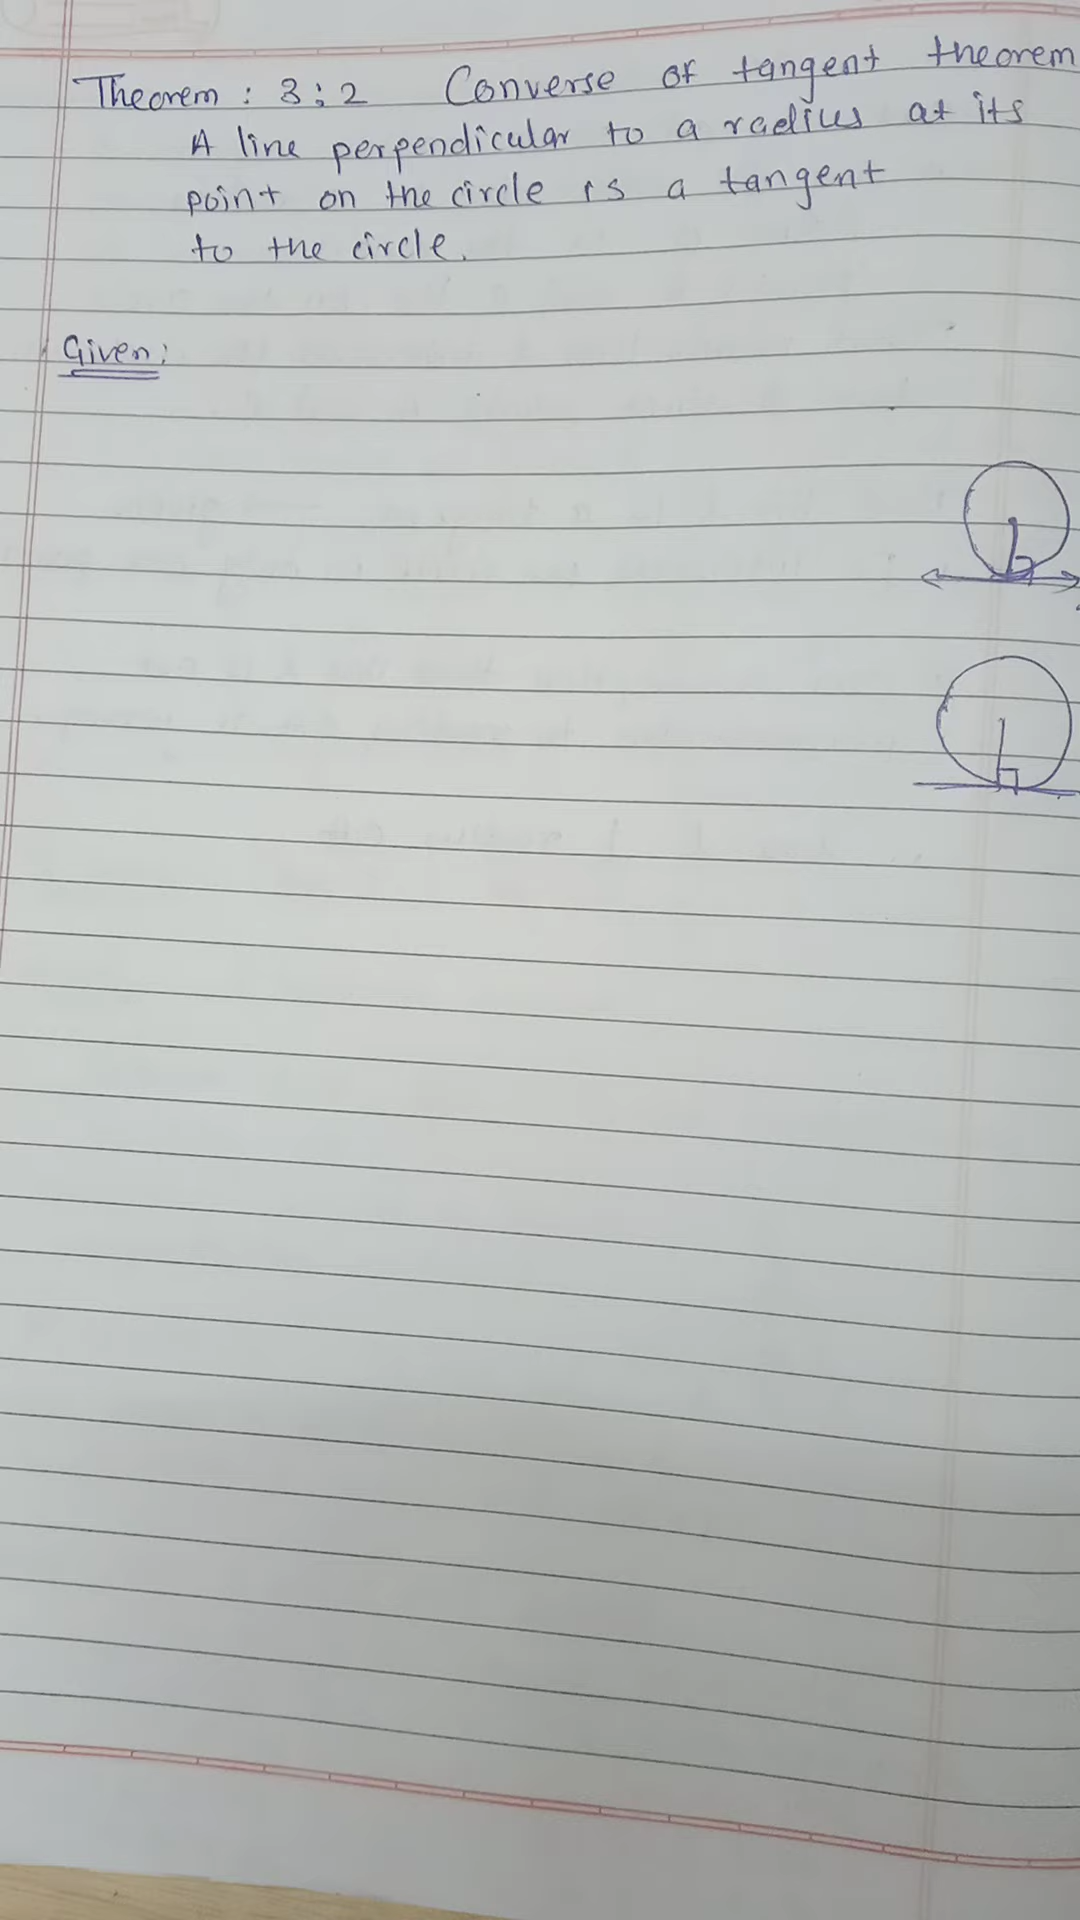 Theorem : 3:2 Converse of tangent theorem
A line perpendicular to a radius at its
point on the circle is a tangent
to the circle.
Given: